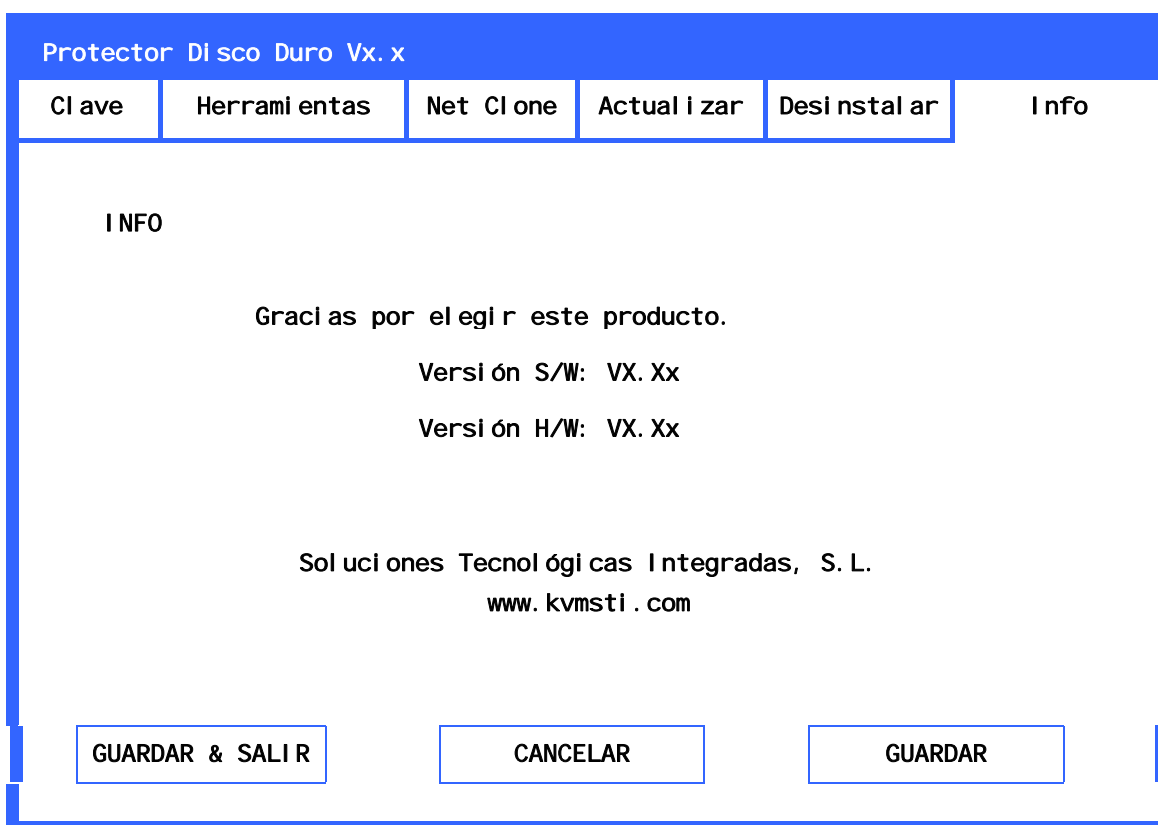 Protector Disco Duro Vx.x
Clave Herramientas Net Clone Actualizar Desinstalar Info
INFO
Gracias por elegir este producto.
Versión S/W: VX.Xx
Versión H/W: VX.Xx
Soluciones Tecnológicas Integradas, S.L.
www.kvmsti.com
GUARDAR & SALIR CANCELAR GUARDAR